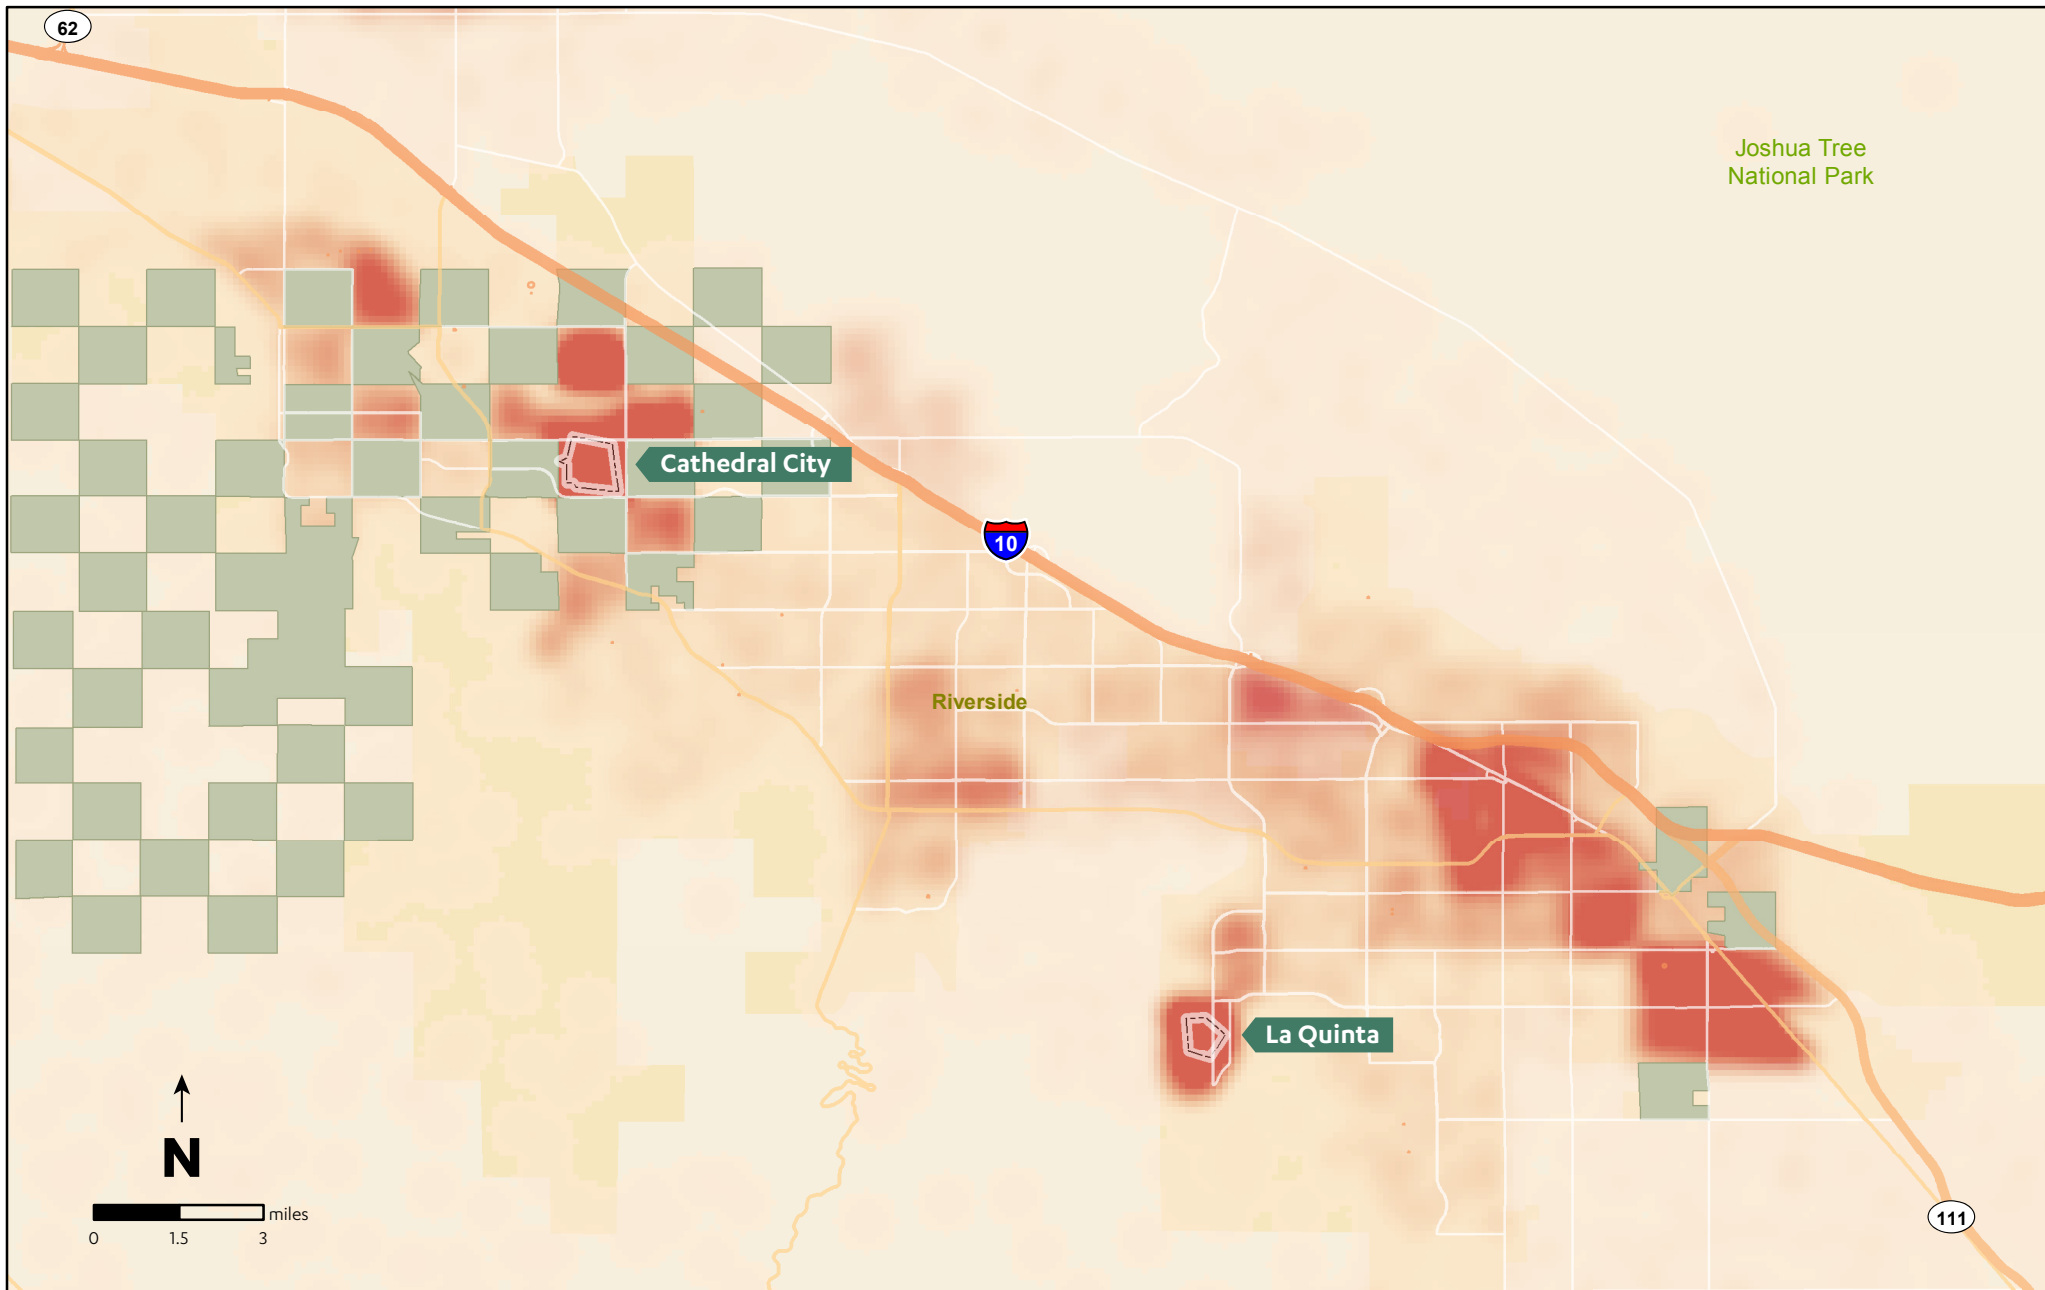 62
Joshua Tree
National Park
Cathedral City
10
Riverside
La Quinta
N
miles
0 1.5 3
111